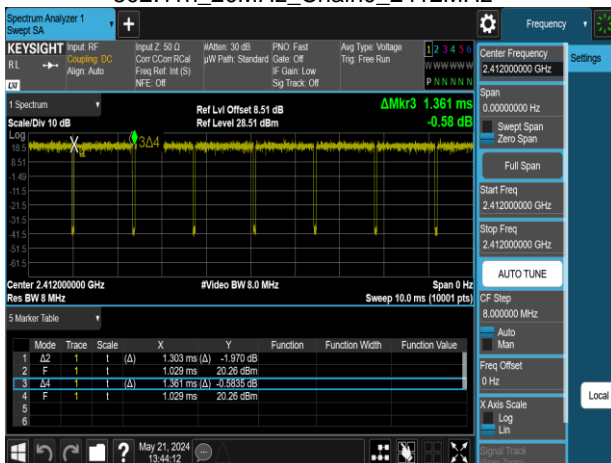 Spectrum Analyzer 1
Swept SA
+
Frequency
KEYSIGHT
RL
LXI
Input: RF
Coupling: DC
Align: Auto
Input Z: 50 Ω
Corr CCorr RCal
Freq Ref: Int (S)
NFE: Off
#Atten: 30 dB
µW Path: Standard
PNO: Fast
Gate: Off
IF Gain: Low
Sig Track: Off
Avg Type: Voltage
Trig: Free Run
1 2 3 4 5 6
W W W W W W
P N N N N N
1 Spectrum
Scale/Div 10 dB
Ref Lvl Offset 8.51 dB
Ref Level 28.51 dBm
ΔMkr3 1.361 ms
-0.58 dB
Log
3Δ4
18.5
8.51
-1.49
-11.5
-21.5
-31.5
-41.5
-51.5
-61.5
Center 2.412000000 GHz
Res BW 8 MHz
#Video BW 8.0 MHz
Span 0 Hz
Sweep 10.0 ms (10001 pts)
5 Marker Table
Mode Trace Scale X Y Function Function Width Function Value
1 Δ2 1 t (Δ) 1.303 ms (Δ) -1.970 dB
2 F 1 t 1.029 ms 20.26 dBm
3 Δ4 1 t (Δ) 1.361 ms (Δ) -0.5835 dB
4 F 1 t 1.029 ms 20.26 dBm
5
6
May 21, 2024
13:44:12
Center Frequency
2.412000000 GHz
Settings
Span
0.00000000 Hz
Swept Span
Zero Span
Full Span
Start Freq
2.412000000 GHz
Stop Freq
2.412000000 GHz
AUTO TUNE
CF Step
8.000000 MHz
Auto
Man
Freq Offset
0 Hz
X Axis Scale
Log
Lin
Local
Signal Track